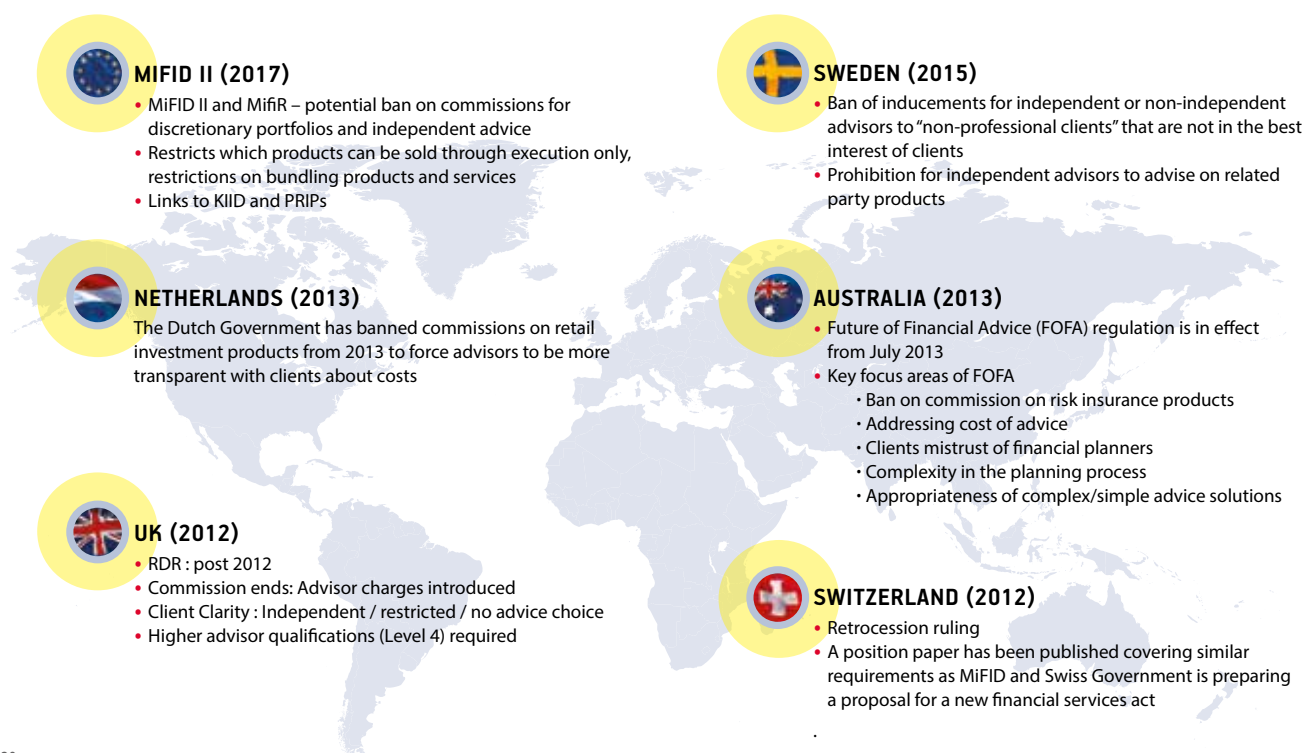 MIFID II (2017)
• MiFID II and MifiR – potential ban on commissions for
discretionary portfolios and independent advice
• Restricts which products can be sold through execution only,
restrictions on bundling products and services
• Links to KIID and PRIPs
NETHERLANDS (2013)
The Dutch Government has banned commissions on retail
investment products from 2013 to force advisors to be more
transparent with clients about costs
UK (2012)
• RDR : post 2012
• Commission ends: Advisor charges introduced
• Client Clarity : Independent / restricted / no advice choice
• Higher advisor qualifications (Level 4) required
SWEDEN (2015)
• Ban of inducements for independent or non-independent
advisors to “non-professional clients” that are not in the best
interest of clients
• Prohibition for independent advisors to advise on related
party products
AUSTRALIA (2013)
• Future of Financial Advice (FOFA) regulation is in effect
from July 2013
• Key focus areas of FOFA
• Ban on commission on risk insurance products
• Addressing cost of advice
• Clients mistrust of financial planners
• Complexity in the planning process
• Appropriateness of complex/simple advice solutions
SWITZERLAND (2012)
• Retrocession ruling
• A position paper has been published covering similar
requirements as MiFID and Swiss Government is preparing
a proposal for a new financial services act
.